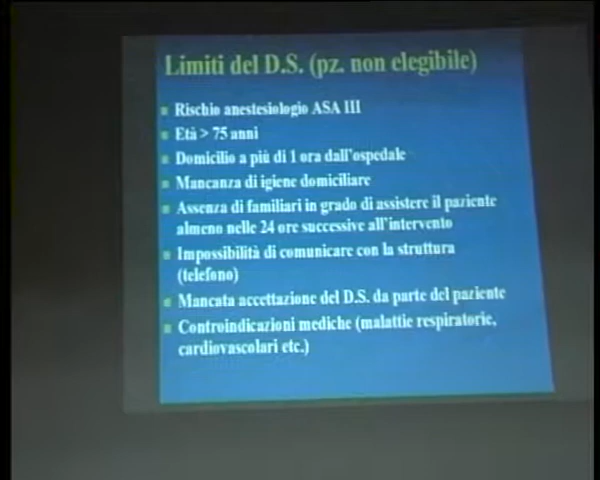 Limiti del D.S. (pz. non elegibile)
Rischio anestesiologio ASA III
Età > 75 anni
Domicilio a più di 1 ora dall'ospedale
Mancanza di igiene domiciliare
Assenza di familiari in grado di assistere il paziente
almeno nelle 24 ore successive all'intervento
Impossibilità di comunicare con la struttura
(telefono)
Mancata accettazione del D.S. da parte del paziente
Controindicazioni mediche (malattie respiratorie,
cardiovascolari etc.)